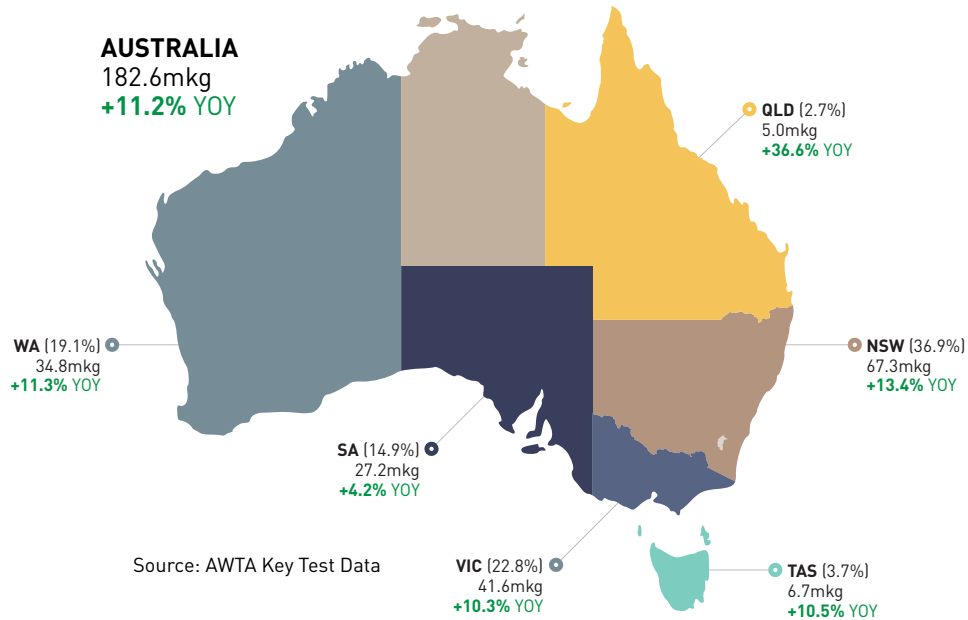 AUSTRALIA
182.6mkg
+11.2% YOY
QLD (2.7%)
5.0mkg
+36.6% YOY
WA (19.1%)
34.8mkg
+11.3% YOY
NSW (36.9%)
67.3mkg
+13.4% YOY
SA (14.9%)
27.2mkg
+4.2% YOY
Source: AWTA Key Test Data
VIC (22.8%)
41.6mkg
+10.3% YOY
TAS (3.7%)
6.7mkg
+10.5% YOY